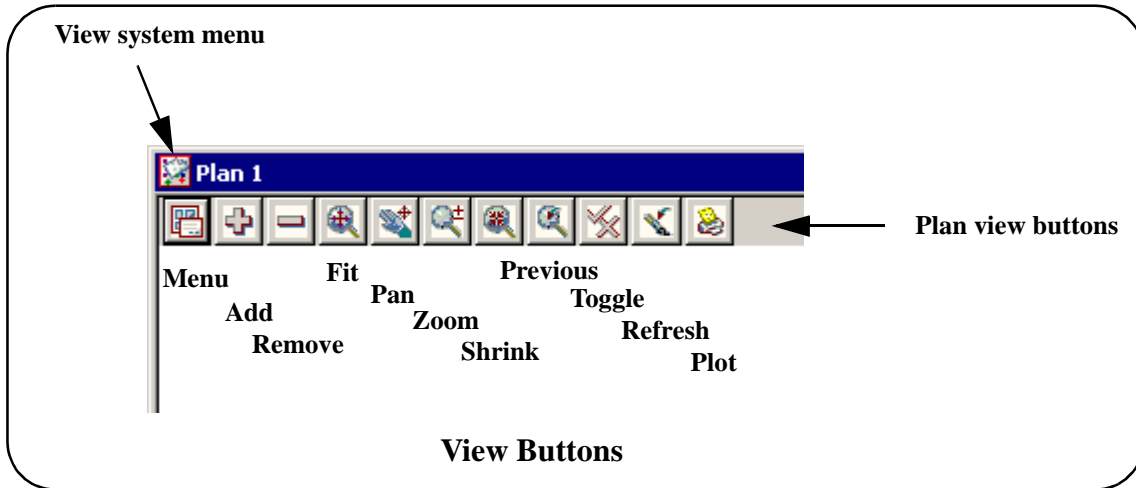 View system menu
Plan 1
Plan view buttons
Menu
Add
Remove
Fit
Pan
Zoom
Shrink
Previous
Toggle
Refresh
Plot
View Buttons